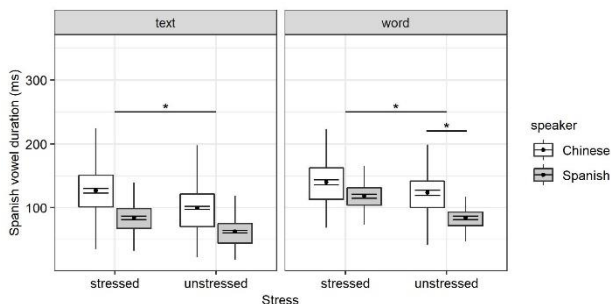 text word
Spanish vowel duration (ms)
300
200
100
* * *
speaker
Chinese
Spanish
stressed unstressed stressed unstressed
Stress